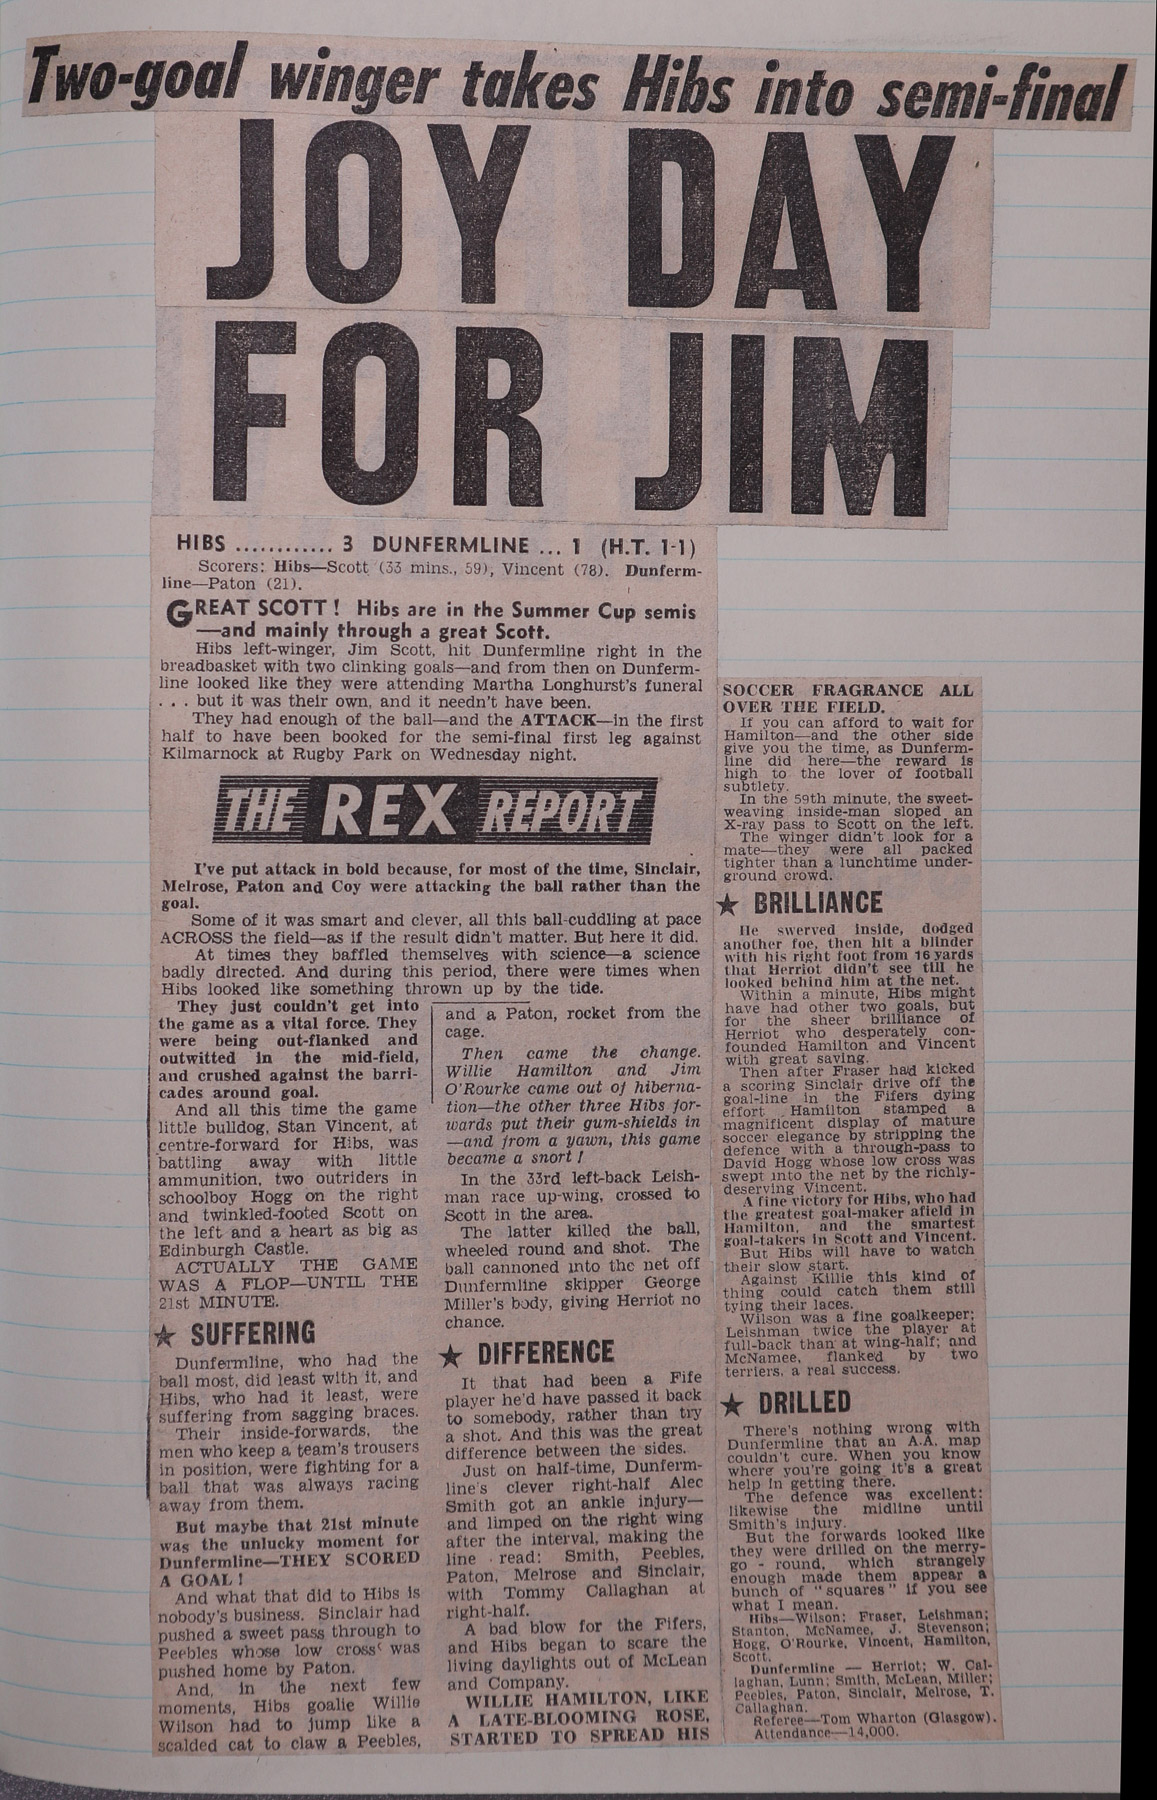 Two-goal winger takes Hibs into semi-final
JOY DAY
FOR JIM
HIBS ............ 3 DUNFERMLINE ... 1 (H.T. 1-1)
Scorers: Hibs—Scott (33 mins., 59), Vincent (78). Dunferm-
line—Paton (21).
GREAT SCOTT! Hibs are in the Summer Cup semis
—and mainly through a great Scott.
Hibs left-winger, Jim Scott, hit Dunfermline right in the
breadbasket with two clinking goals—and from then on Dunferm-
line looked like they were attending Martha Longhurst's funeral
. . . but it was their own, and it needn't have been.
They had enough of the ball—and the ATTACK—in the first
half to have been booked for the semi-final first leg against
Kilmarnock at Rugby Park on Wednesday night.
THE REX REPORT
I've put attack in bold because, for most of the time, Sinclair,
Melrose, Paton and Coy were attacking the ball rather than the
goal.
Some of it was smart and clever, all this ball-cuddling at pace
ACROSS the field—as if the result didn't matter. But here it did.
At times they baffled themselves with science—a science
badly directed. And during this period, there were times when
Hibs looked like something thrown up by the tide.
They just couldn't get into
the game as a vital force. They
were being out-flanked and
outwitted in the mid-field,
and crushed against the barri-
cades around goal.
And all this time the game
little bulldog, Stan Vincent, at
centre-forward for Hibs, was
battling away with little
ammunition, two outriders in
schoolboy Hogg on the right
and twinkled-footed Scott on
the left and a heart as big as
Edinburgh Castle.
ACTUALLY THE GAME
WAS A FLOP—UNTIL THE
21st MINUTE.
★ SUFFERING
Dunfermline, who had the
ball most, did least with it, and
Hibs, who had it least, were
suffering from sagging braces.
Their inside-forwards, the
men who keep a team's trousers
in position, were fighting for a
ball that was always racing
away from them.
But maybe that 21st minute
was the unlucky moment for
Dunfermline—THEY SCORED
A GOAL!
And what that did to Hibs is
nobody's business. Sinclair had
pushed a sweet pass through to
Peebles whose low cross was
pushed home by Paton.
And, in the next few
moments, Hibs goalie Willie
Wilson had to jump like a
scalded cat to claw a Peebles,
and a Paton, rocket from the
cage.
Then came the change.
Willie Hamilton and Jim
O'Rourke came out of hiberna-
tion—the other three Hibs for-
wards put their gum-shields in
—and from a yawn, this game
became a snort!
In the 33rd left-back Leish-
man race up-wing, crossed to
Scott in the area.
The latter killed the ball,
wheeled round and shot. The
ball cannoned into the net off
Dunfermline skipper George
Miller's body, giving Herriot no
chance.
★ DIFFERENCE
It that had been a Fife
player he'd have passed it back
to somebody, rather than try
a shot. And this was the great
difference between the sides.
Just on half-time, Dunferm-
line's clever right-half Alec
Smith got an ankle injury—
and limped on the right wing
after the interval, making the
line read: Smith, Peebles,
Paton, Melrose and Sinclair,
with Tommy Callaghan at
right-half.
A bad blow for the Fifers,
and Hibs began to scare the
living daylights out of McLean
and Company.
WILLIE HAMILTON, LIKE
A LATE-BLOOMING ROSE,
STARTED TO SPREAD HIS
SOCCER FRAGRANCE ALL
OVER THE FIELD.
If you can afford to wait for
Hamilton—and the other side
give you the time, as Dunferm-
line did here—the reward is
high to the lover of football
subtlety.
In the 59th minute, the sweet-
weaving inside-man sloped an
X-ray pass to Scott on the left.
The winger didn't look for a
mate—they were all packed
tighter than a lunchtime under-
ground crowd.
★ BRILLIANCE
He swerved inside, dodged
another foe, then hit a blinder
with his right foot from 16 yards
that Herriot didn't see till he
looked behind him at the net.
Within a minute, Hibs might
have had other two goals, but
for the sheer brilliance of
Herriot who desperately con-
founded Hamilton and Vincent
with great saving.
Then after Fraser had kicked
a scoring Sinclair drive off the
goal-line in the Fifers dying
effort Hamilton stamped a
magnificent display of mature
soccer elegance by stripping the
defence with a through-pass to
David Hogg whose low cross was
swept into the net by the richly-
deserving Vincent.
A fine victory for Hibs, who had
the greatest goal-maker afield in
Hamilton, and the smartest
goal-takers in Scott and Vincent.
But Hibs will have to watch
their slow start.
Against Killie this kind of
thing could catch them still
tying their laces.
Wilson was a fine goalkeeper;
Leishman twice the player at
full-back than at wing-half; and
McNamee, flanked by two
terriers, a real success.
★ DRILLED
There's nothing wrong with
Dunfermline that an A.A. map
couldn't cure. When you know
where you're going it's a great
help in getting there.
The defence was excellent:
likewise the midline until
Smith's injury.
But the forwards looked like
they were drilled on the merry-
go-round, which strangely
enough made them appear a
bunch of "squares" if you see
what I mean.
Hibs—Wilson; Fraser, Leishman;
Stanton, McNamee, J. Stevenson;
Hogg, O'Rourke, Vincent, Hamilton,
Scott.
Dunfermline — Herriot; W. Cal-
laghan, Lunn; Smith, McLean, Miller;
Peebles, Paton, Sinclair, Melrose, T.
Callaghan.
Referee—Tom Wharton (Glasgow).
Attendance—14,000.